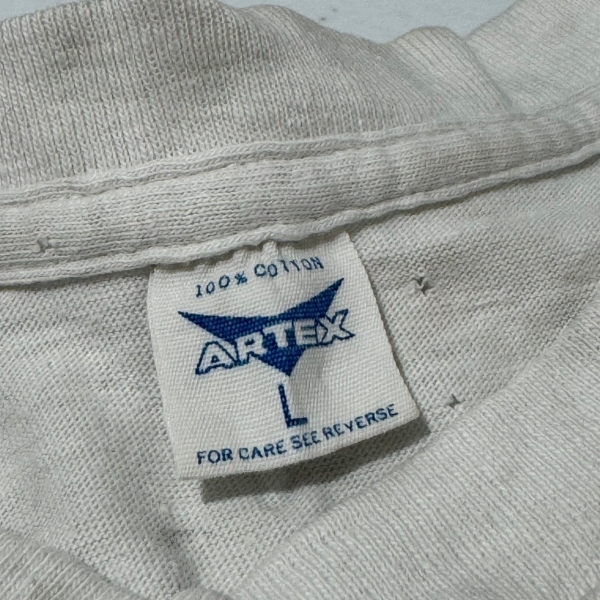 100% COTTON
ARTEX
L
FOR CARE SEE REVERSE